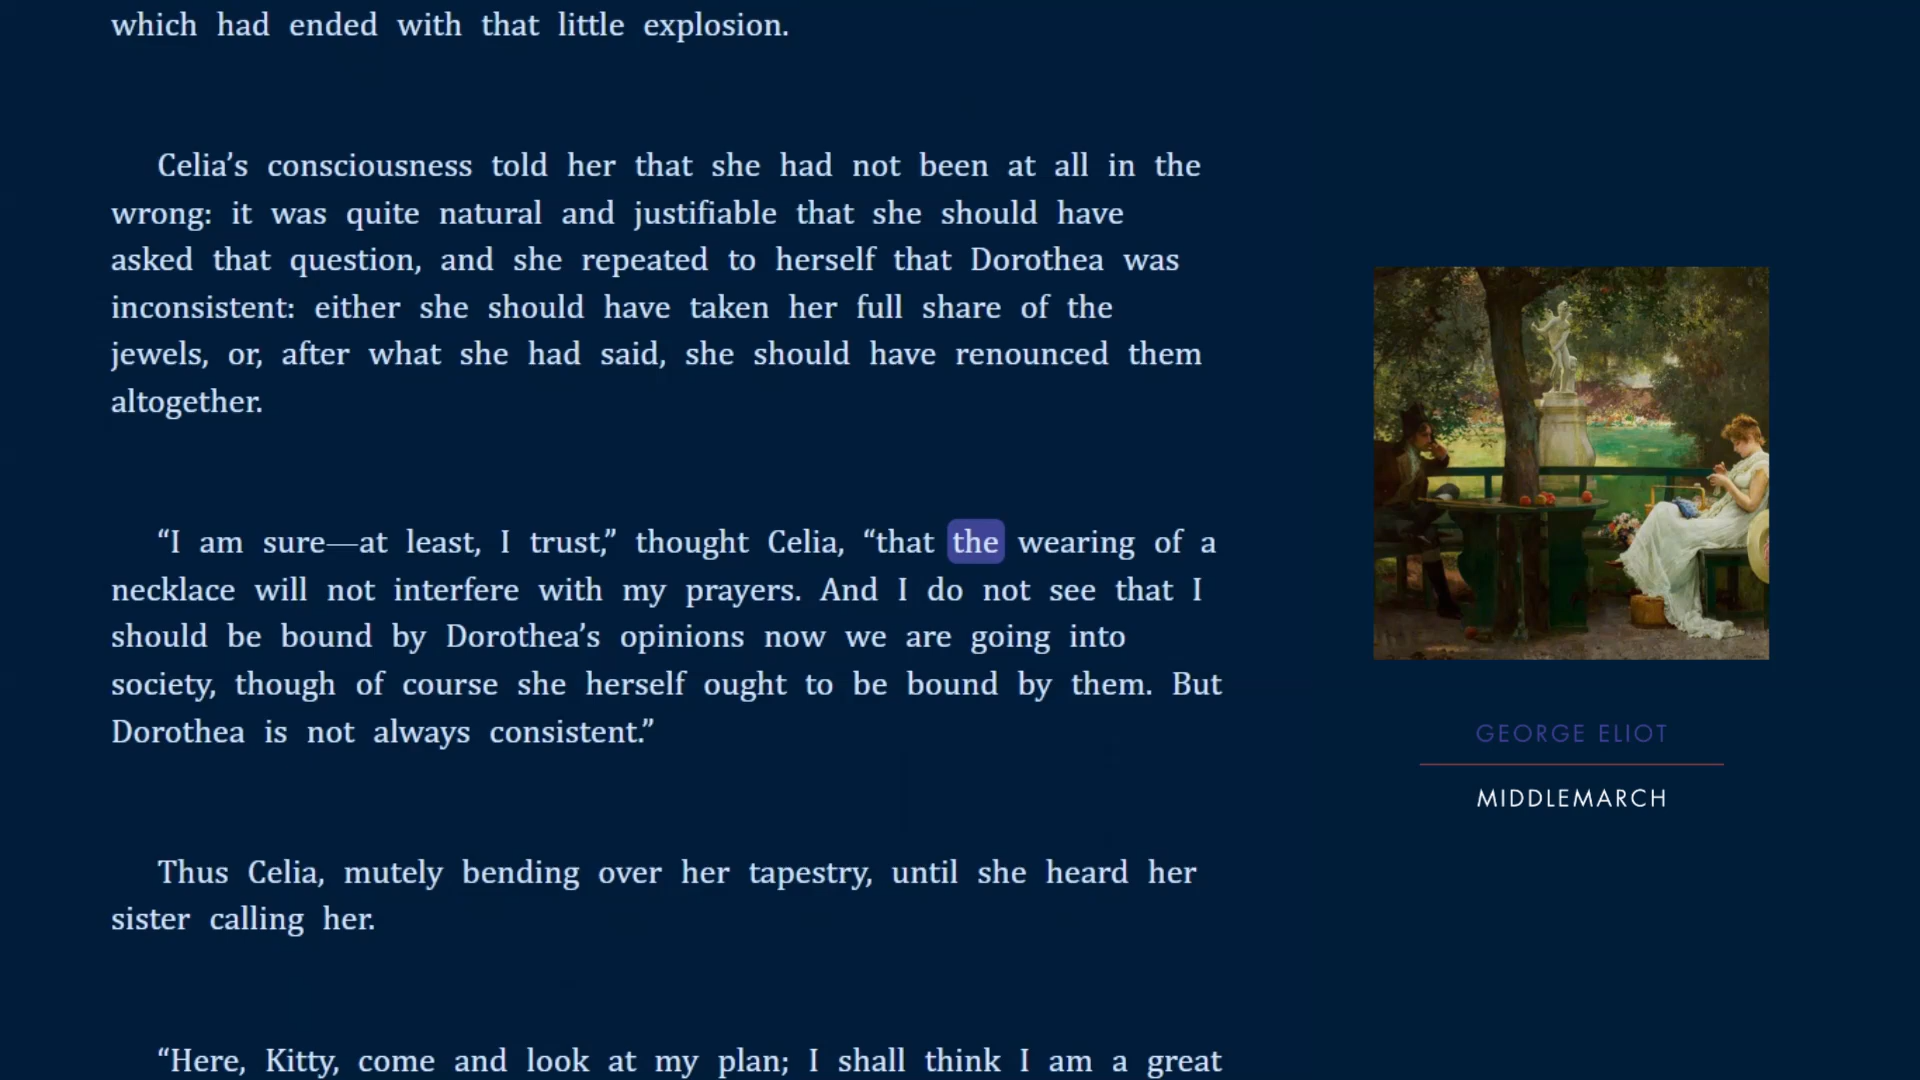 which had ended with that little explosion.
Celia’s consciousness told her that she had not been at all in the
wrong: it was quite natural and justifiable that she should have
asked that question, and she repeated to herself that Dorothea was
inconsistent: either she should have taken her full share of the
jewels, or, after what she had said, she should have renounced them
altogether.
“I am sure—at least, I trust,” thought Celia, “that the wearing of a
necklace will not interfere with my prayers. And I do not see that I
should be bound by Dorothea’s opinions now we are going into
society, though of course she herself ought to be bound by them. But
Dorothea is not always consistent.”
Thus Celia, mutely bending over her tapestry, until she heard her
sister calling her.
“Here, Kitty, come and look at my plan; I shall think I am a great
GEORGE ELIOT
MIDDLEMARCH